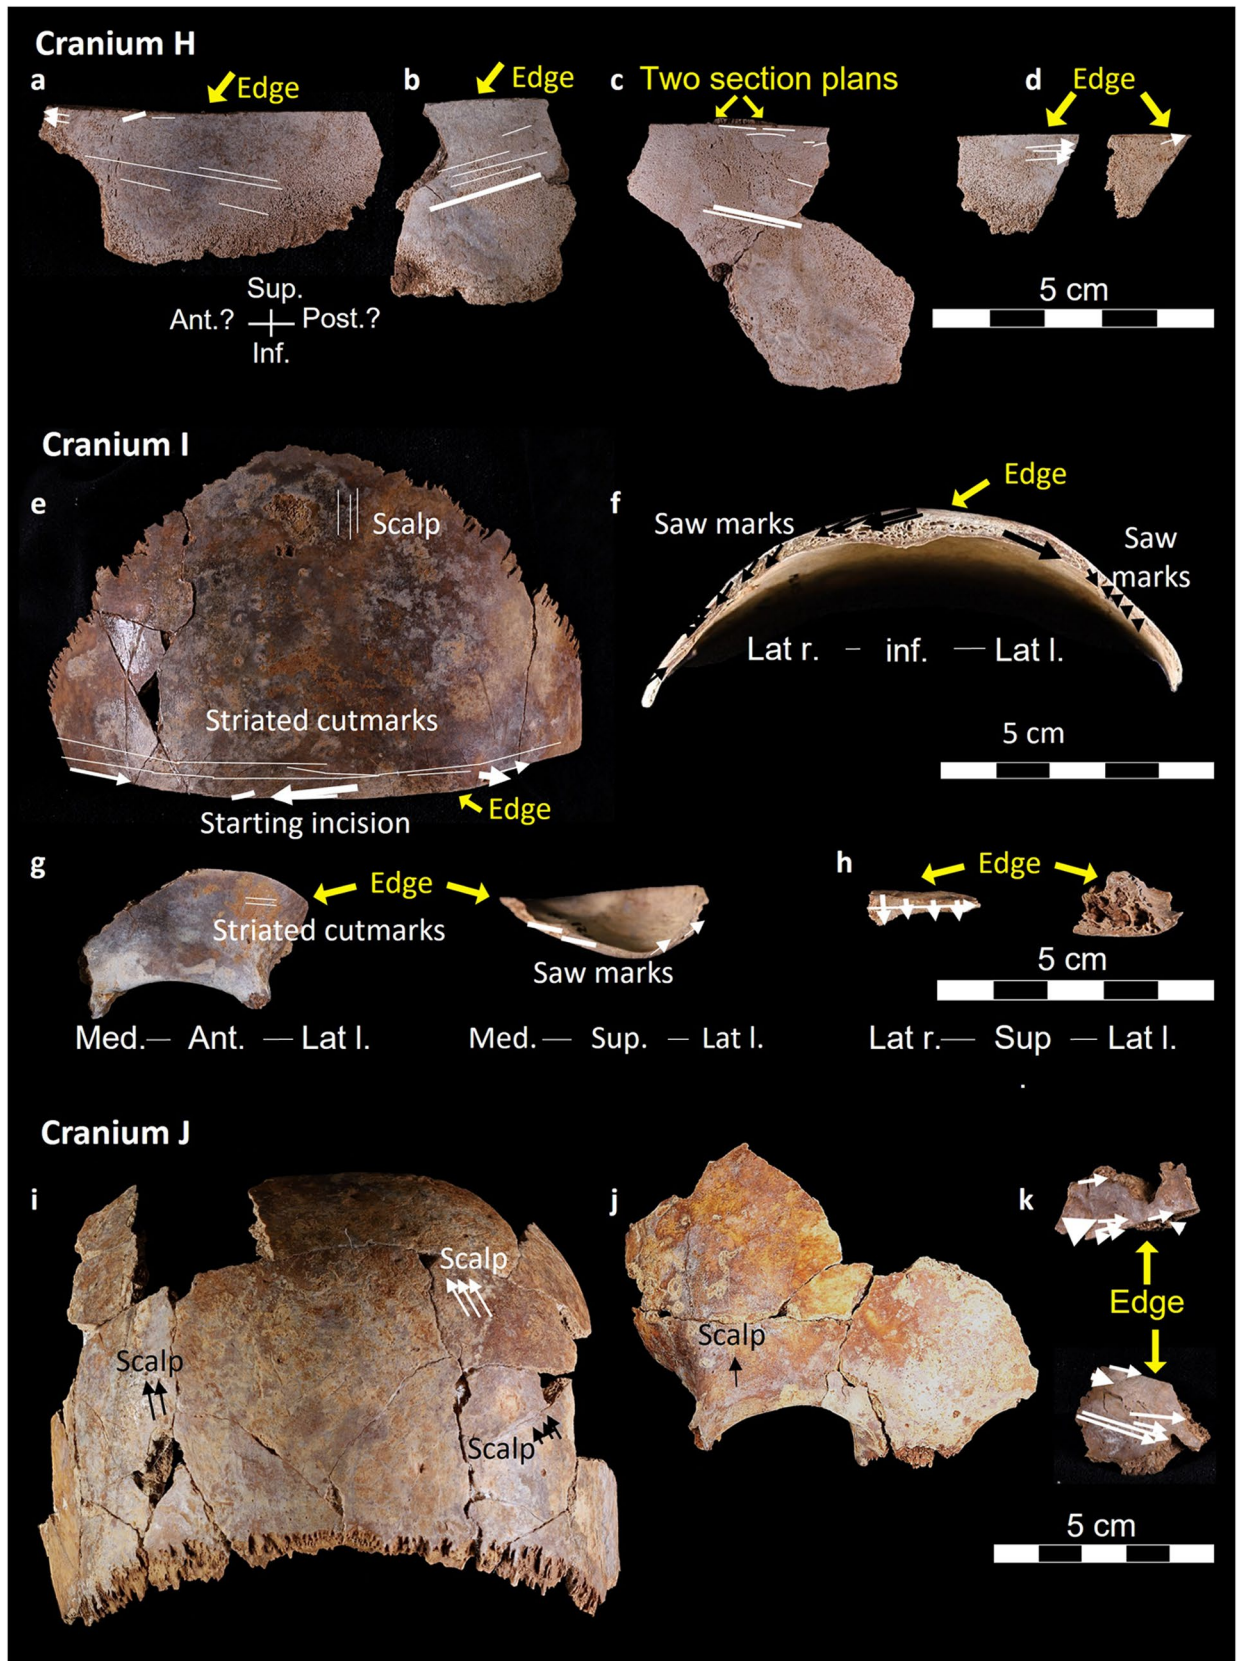 Cranium H
a
Edge
b
Edge
c
Two section plans
d
Edge
Sup.
Ant.?
Post.?
Inf.
5 cm
Cranium I
e
Scalp
Striated cutmarks
Starting incision
Edge
f
Edge
Saw marks
Saw
marks
Lat r. – inf. — Lat l.
5 cm
g
Edge
Striated cutmarks
Saw marks
Med.— Ant. —Lat l.
Med.— Sup. – Lat l.
h
Edge
5 cm
Lat r.— Sup — Lat l.
.
Cranium J
i
Scalp
Scalp
Scalp
j
Scalp
k
Edge
5 cm